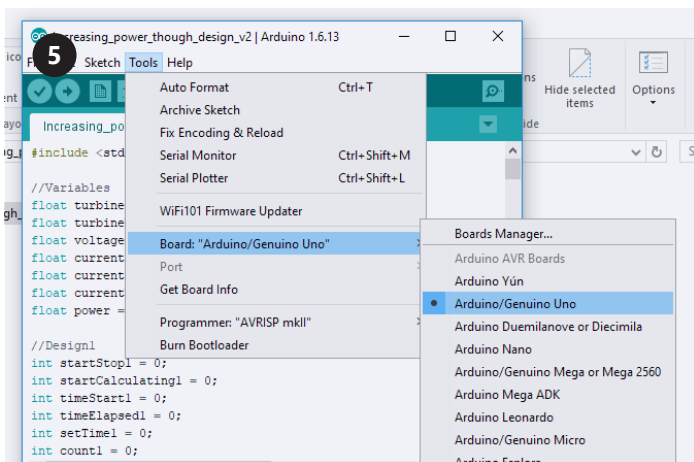 Increasing_power_though_design_v2 | Arduino 1.6.13
5
Sketch Tools Help
Increasing_po
#include <std
//Variables
float turbine
float turbine
float voltage
float current
float current
float current
float power =
//Design1
int startStop1 = 0;
int startCalculating1 = 0;
int timeStart1 = 0;
int timeElapsed1 = 0;
int setTime1 = 0;
int count1 = 0;
Auto Format Ctrl+T
Archive Sketch
Fix Encoding & Reload
Serial Monitor Ctrl+Shift+M
Serial Plotter Ctrl+Shift+L
WiFi101 Firmware Updater
Board: "Arduino/Genuino Uno"
Port
Get Board Info
Programmer: "AVRISP mkII"
Burn Bootloader
Boards Manager...
Arduino AVR Boards
Arduino Yún
Arduino/Genuino Uno
Arduino Duemilanove or Diecimila
Arduino Nano
Arduino/Genuino Mega or Mega 2560
Arduino Mega ADK
Arduino Leonardo
Arduino/Genuino Micro
Arduino Esplora
Hide selected
items
Options